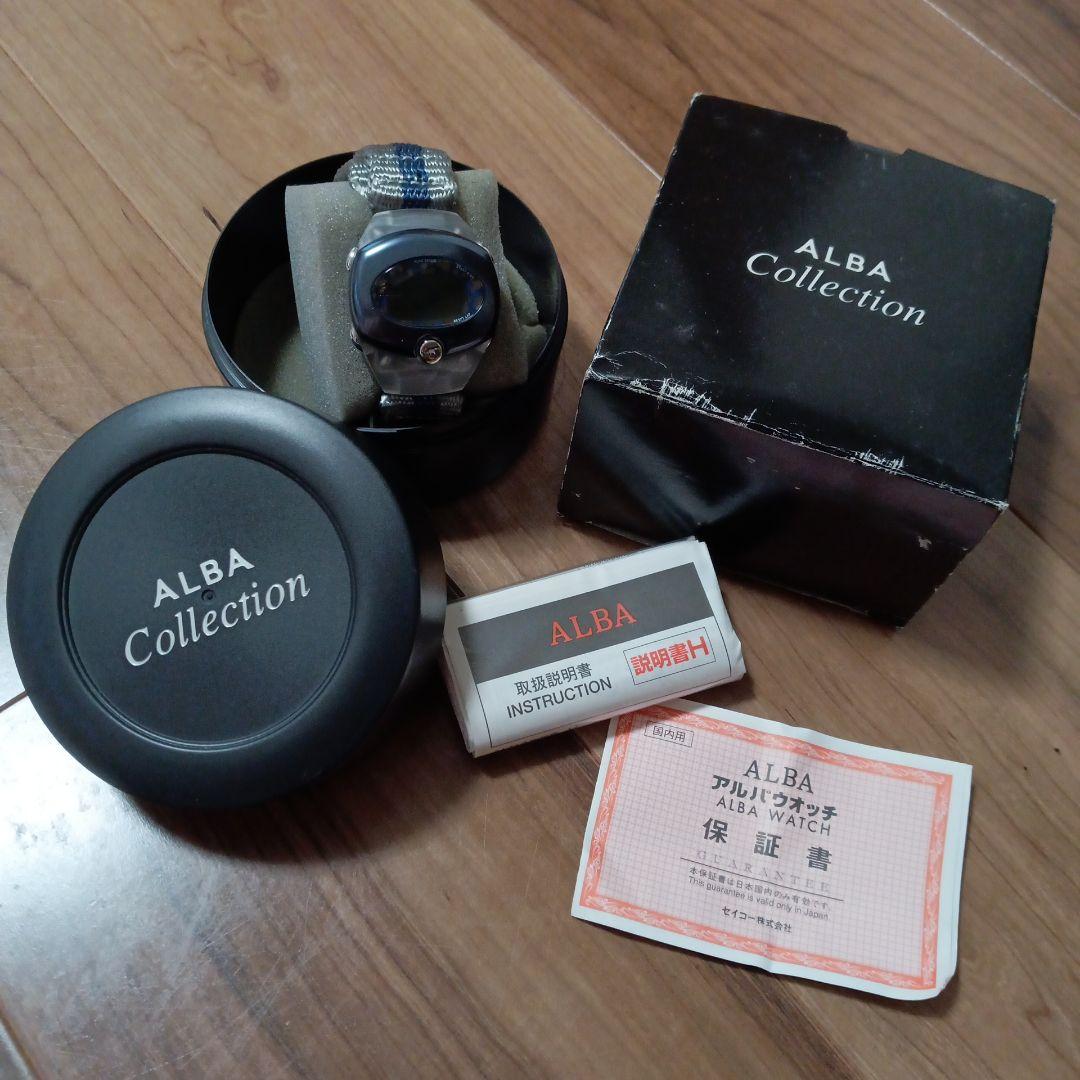 ALBA
Collection
ALBA
Collection
ALBA
取扱説明書
INSTRUCTION
説明書H
国内用
ALBA
アルバウオッチ
ALBA WATCH
保証書
GUARANTEE
本保証書は日本国内のみ有効です。
This guarantee is valid only in Japan.
セイコー株式会社